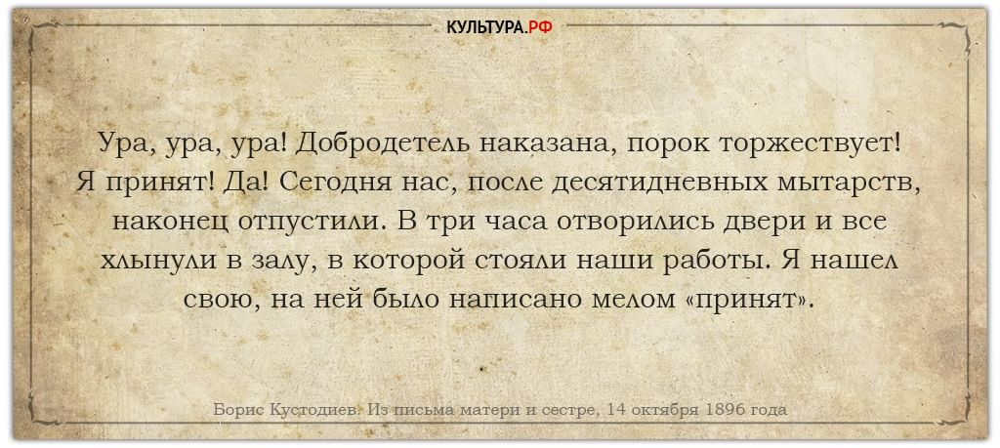 КУЛЬТУРА.РФ
Ура, ура, ура! Добродетель наказана, порок торжествует!
Я принят! Да! Сегодня нас, после десятидневных мытарств,
наконец отпустили. В три часа отворились двери и все
хлынули в залу, в которой стояли наши работы. Я нашел
свою, на ней было написано мелом «принят».
Борис Кустодиев. Из письма матери и сестре, 14 октября 1896 года